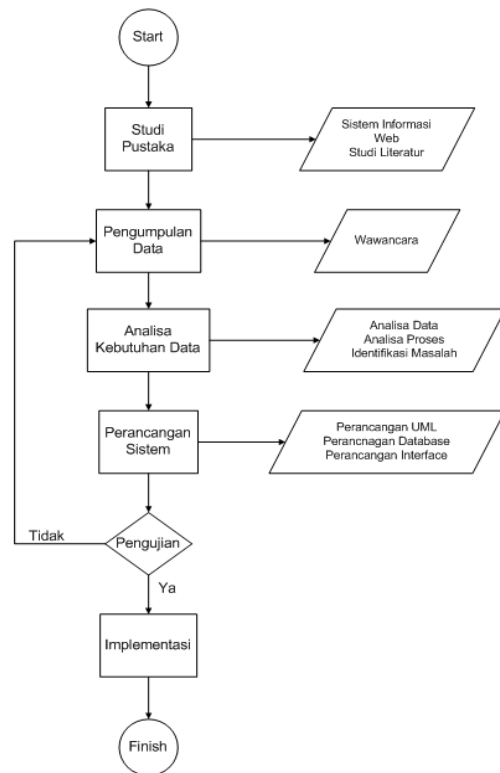 Start
Studi
Pustaka
Sistem Informasi
Web
Studi Literatur
Pengumpulan
Data
Wawancara
Analisa
Kebutuhan Data
Analisa Data
Analisa Proses
Identifikasi Masalah
Perancangan
Sistem
Perancangan UML
Perancnagan Database
Perancangan Interface
Pengujian
Tidak
Ya
Implementasi
Finish